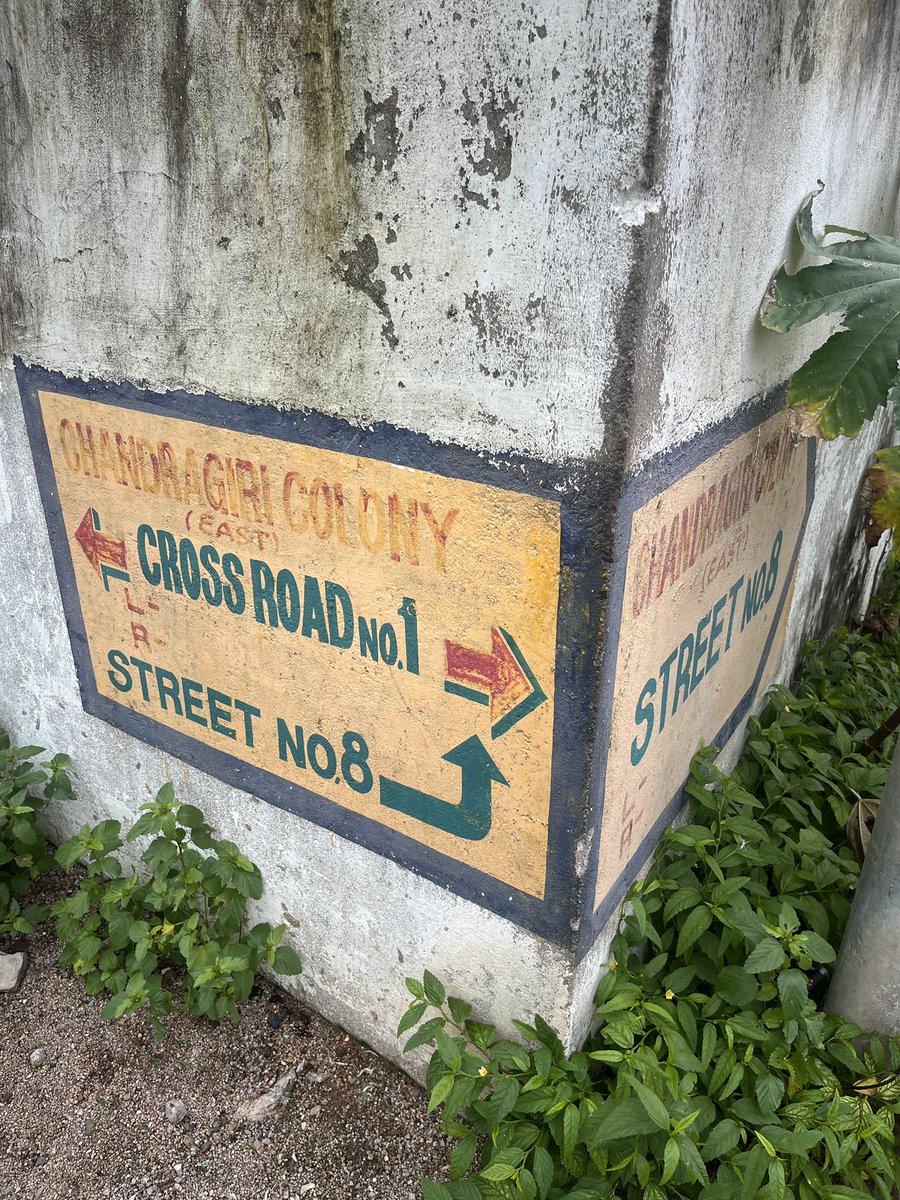 CHANDRAGIRI COLONY
(EAST)
CROSS ROAD NO.1
L-
R-
STREET NO.8
CHANDRAGIRI COLONY
(EAST)
STREET NO.8
L-
R-